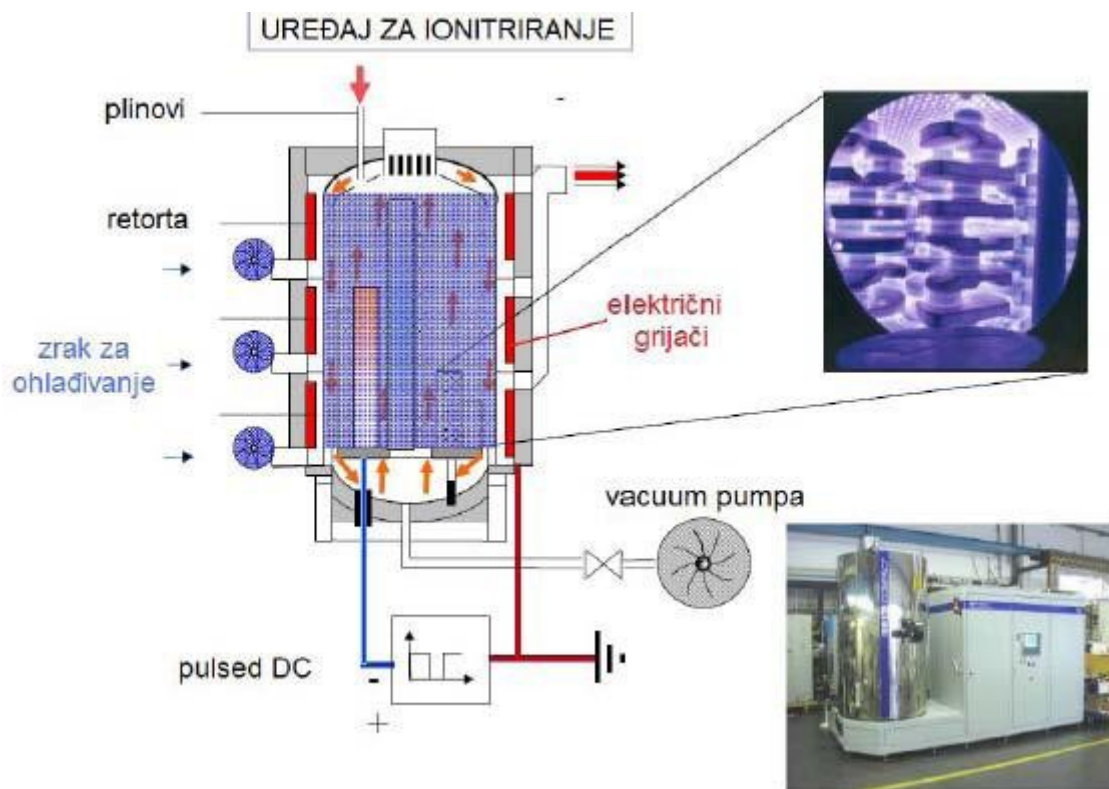 UREĐAJ ZA IONITRIRANJE
plinovi
-
retorta
električni
grijači
zrak za
ohlađivanje
vacuum pumpa
pulsed DC
-
+